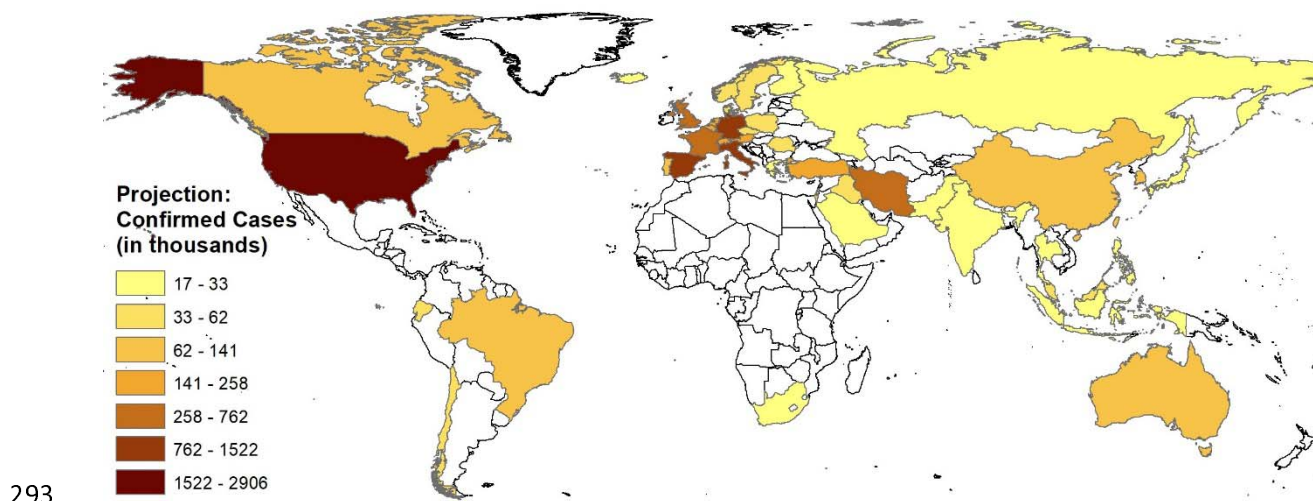 Projection:
Confirmed Cases
(in thousands)
17 - 33
33 - 62
62 - 141
141 - 258
258 - 762
762 - 1522
1522 - 2906
293